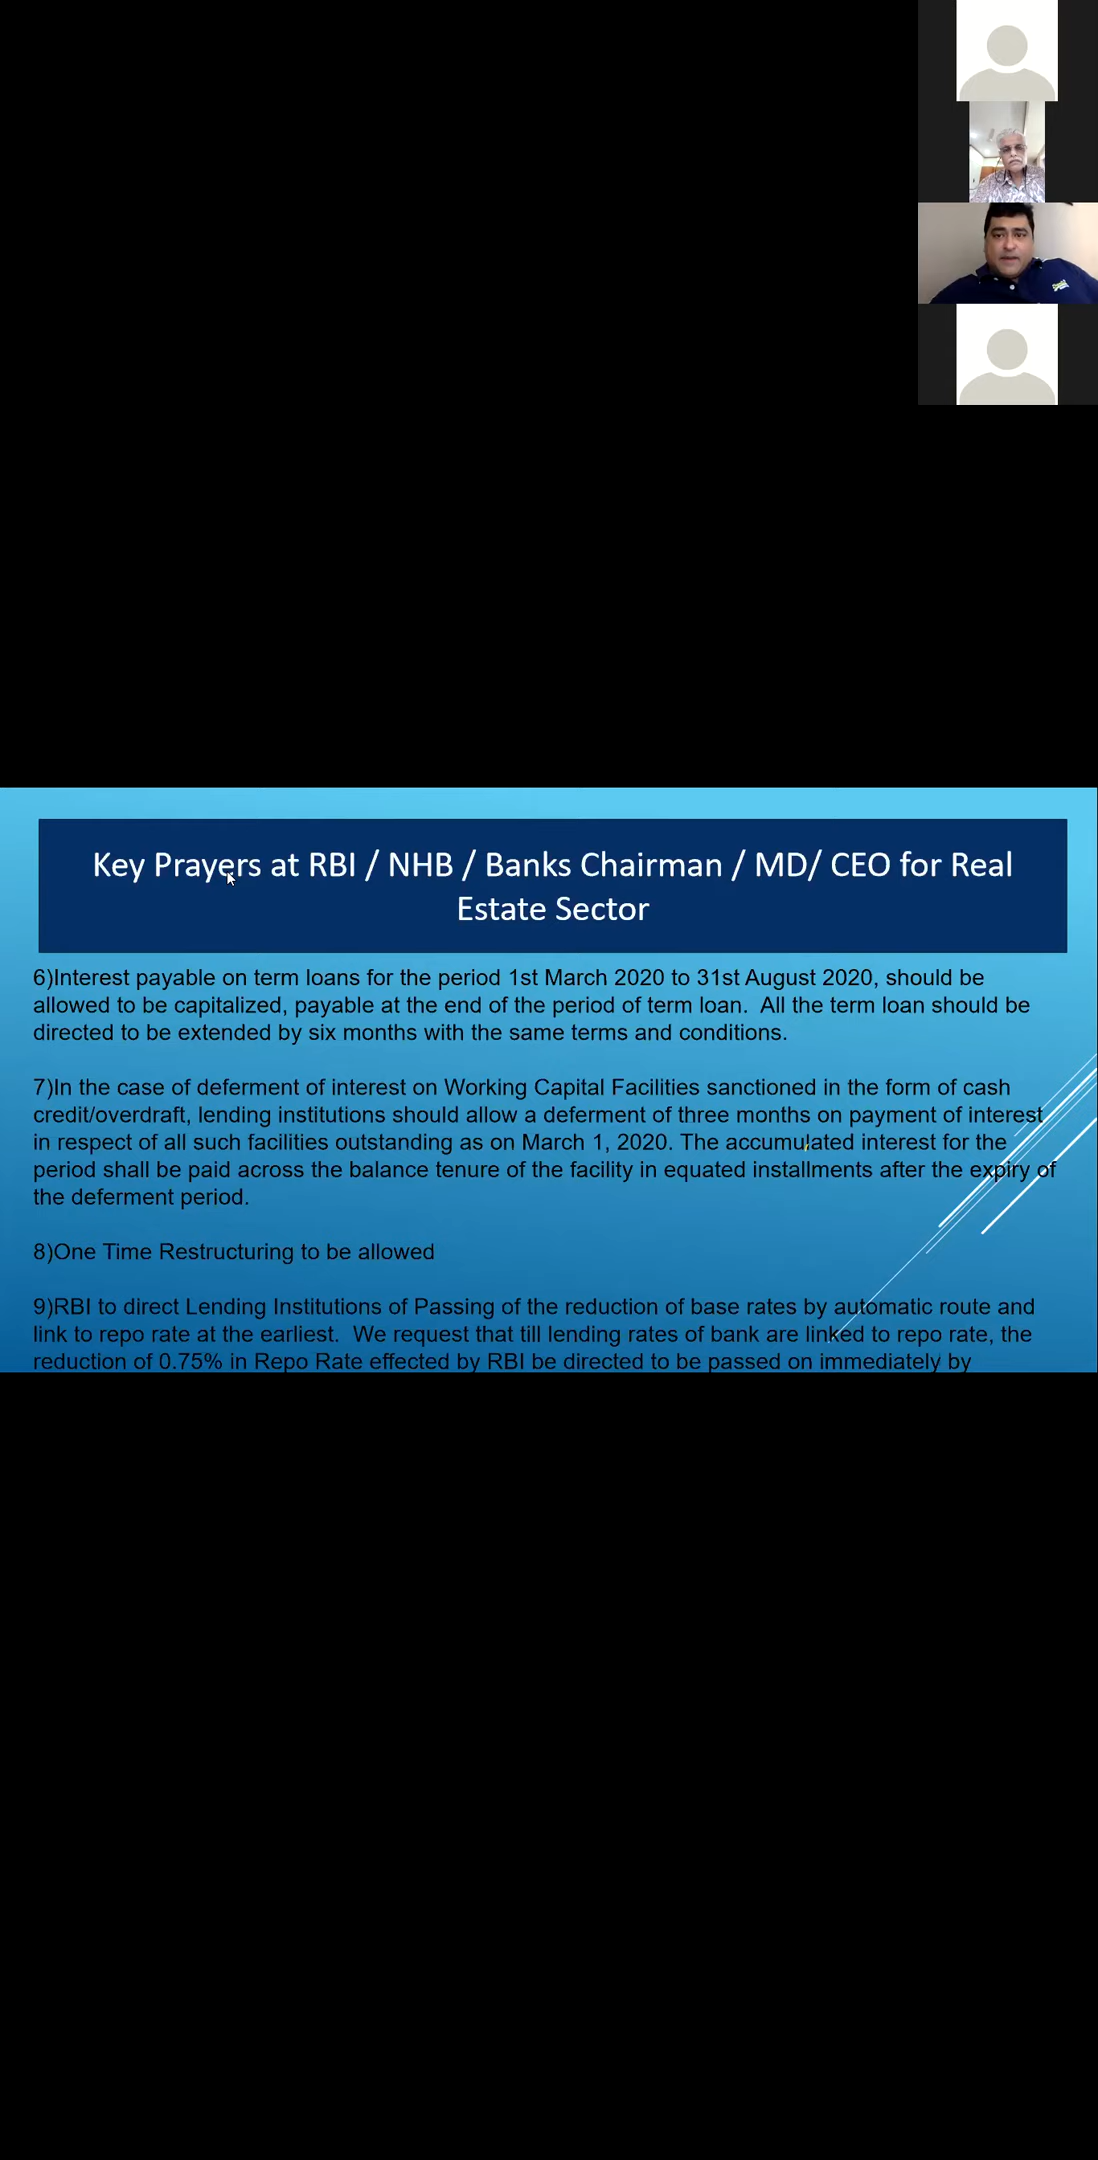 Key Prayers at RBI / NHB / Banks Chairman / MD/ CEO for Real
Estate Sector
6)Interest payable on term loans for the period 1st March 2020 to 31st August 2020, should be
allowed to be capitalized, payable at the end of the period of term loan.  All the term loan should be
directed to be extended by six months with the same terms and conditions.
7)In the case of deferment of interest on Working Capital Facilities sanctioned in the form of cash
credit/overdraft, lending institutions should allow a deferment of three months on payment of interest
in respect of all such facilities outstanding as on March 1, 2020. The accumulated interest for the
period shall be paid across the balance tenure of the facility in equated installments after the expiry of
the deferment period.
8)One Time Restructuring to be allowed
9)RBI to direct Lending Institutions of Passing of the reduction of base rates by automatic route and
link to repo rate at the earliest.  We request that till lending rates of bank are linked to repo rate, the
reduction of 0.75% in Repo Rate effected by RBI be directed to be passed on immediately by